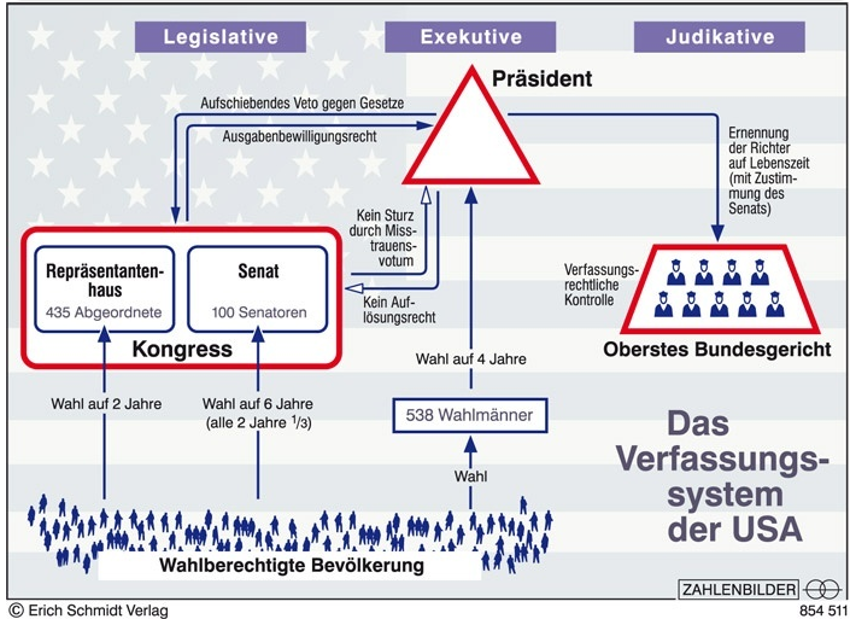 Legislative
Exekutive
Judikative
Präsident
Aufschiebendes Veto gegen Gesetze
Ausgabenbewilligungsrecht
Ernennung
der Richter
auf Lebenszeit
(mit Zustim-
mung des
Senats)
Kein Sturz
durch Miss-
trauens-
votum
Kein Auf-
lösungsrecht
Repräsentanten-
haus
435 Abgeordnete
Senat
100 Senatoren
Kongress
Verfassungs-
rechtliche
Kontrolle
Oberstes Bundesgericht
Wahl auf 2 Jahre
Wahl auf 6 Jahre
(alle 2 Jahre 1/3)
Wahl auf 4 Jahre
538 Wahlmänner
Wahl
Das
Verfassungs-
system
der USA
Wahlberechtigte Bevölkerung
ZAHLENBILDER
© Erich Schmidt Verlag
854 511